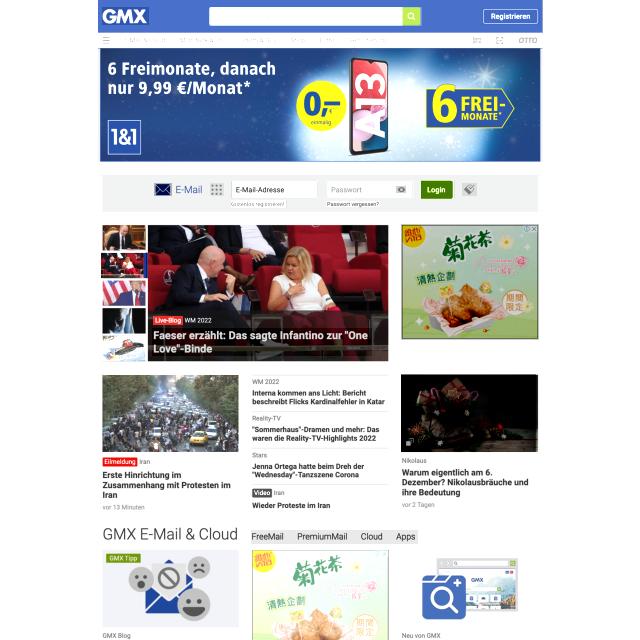 GMX
Registrieren
OTTO
6 Freimonate, danach
nur 9,99 €/Monat*
1&1
0,-
einmalig
A13
6 FREI-
MONATE*
E-Mail
E-Mail-Adresse
Passwort
Login
Kostenlos registrieren!
Passwort vergessen?
Live-Blog WM 2022
Faeser erzählt: Das sagte Infantino zur "One
Love"-Binde
菊花茶
清熱企劃
期間
限定
Eilmeldung Iran
Erste Hinrichtung im
Zusammenhang mit Protesten im
Iran
vor 13 Minuten
WM 2022
Interna kommen ans Licht: Bericht
beschreibt Flicks Kardinalfehler in Katar
Reality-TV
"Sommerhaus"-Dramen und mehr: Das
waren die Reality-TV-Highlights 2022
Stars
Jenna Ortega hatte beim Dreh der
"Wednesday"-Tanzszene Corona
Video Iran
Wieder Proteste im Iran
Nikolaus
Warum eigentlich am 6.
Dezember? Nikolausbräuche und
ihre Bedeutung
vor 2 Tagen
GMX E-Mail & Cloud
FreeMail PremiumMail Cloud Apps
GMX Tipp
GMX Blog
菊花茶
清熱企劃
期間
限定
GMX
Neu von GMX